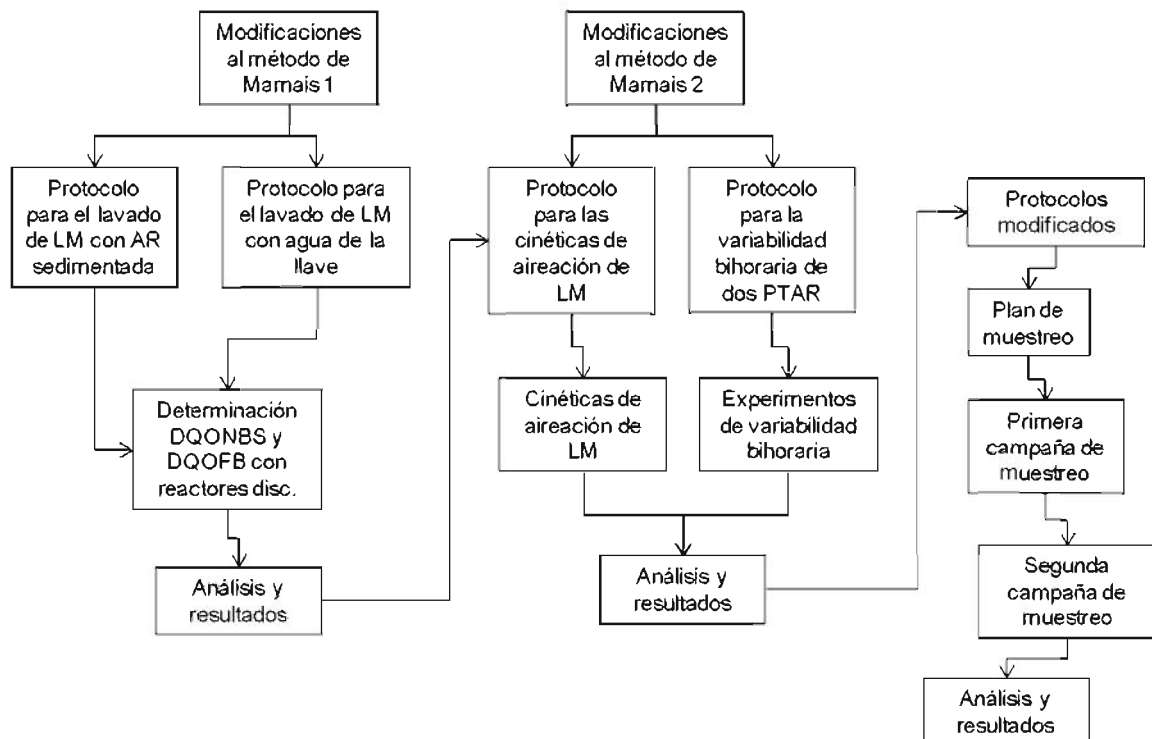 Modificaciones
al método de
Mamais 1
Protocolo
para el lavado
de LM con AR
sedimentada
Protocolo para
el lavado de LM
con agua de la
llave
Determinación
DQONBS y
DQOFB con
reactores disc.
Análisis y
resultados
Modificaciones
al método de
Mamais 2
Protocolo
para las
cinéticas de
aireación de
LM
Protocolo
para la
variabilidad
bihoraria de
dos PTAR
Cinéticas de
aireación de
LM
Experimentos
de variabilidad
bihoraria
Análisis y
resultados
Protocolos
modificados
Plan de
muestreo
Primera
campaña de
muestreo
Segunda
campaña de
muestreo
Análisis y
resultados